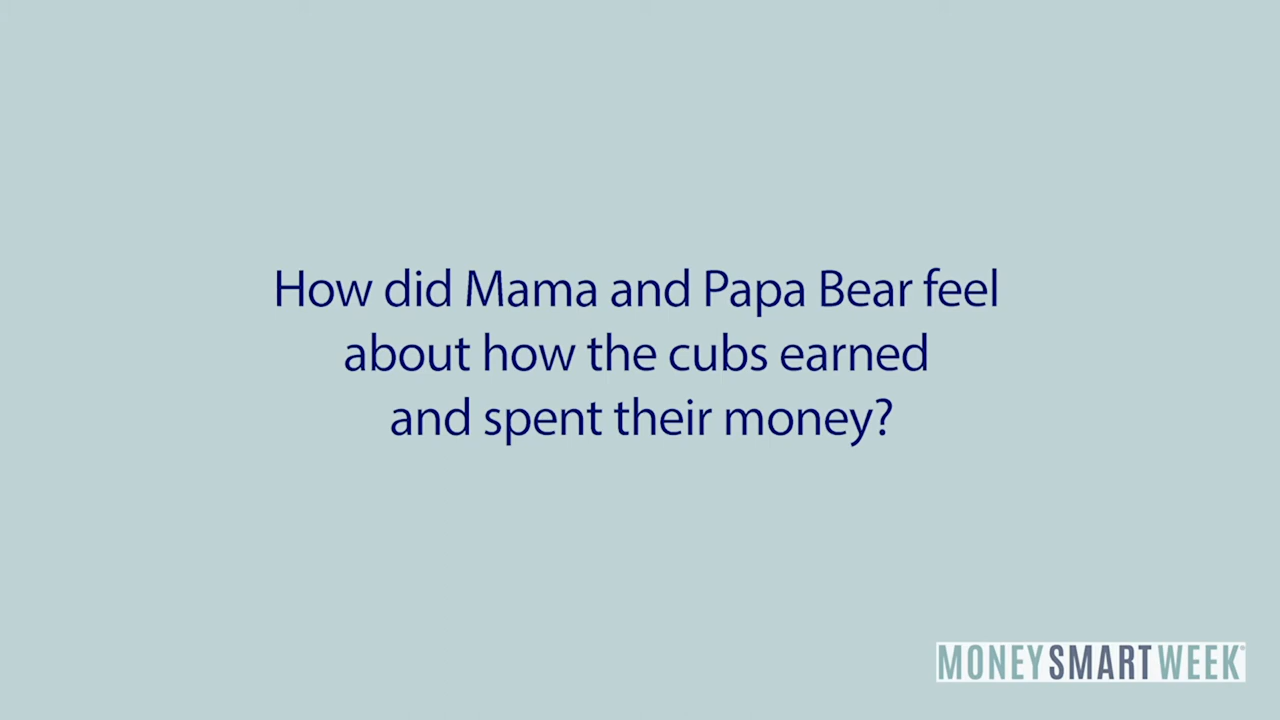 How did Mama and Papa Bear feel
about how the cubs earned
and spent their money?
MONEYSMARTWEEK®